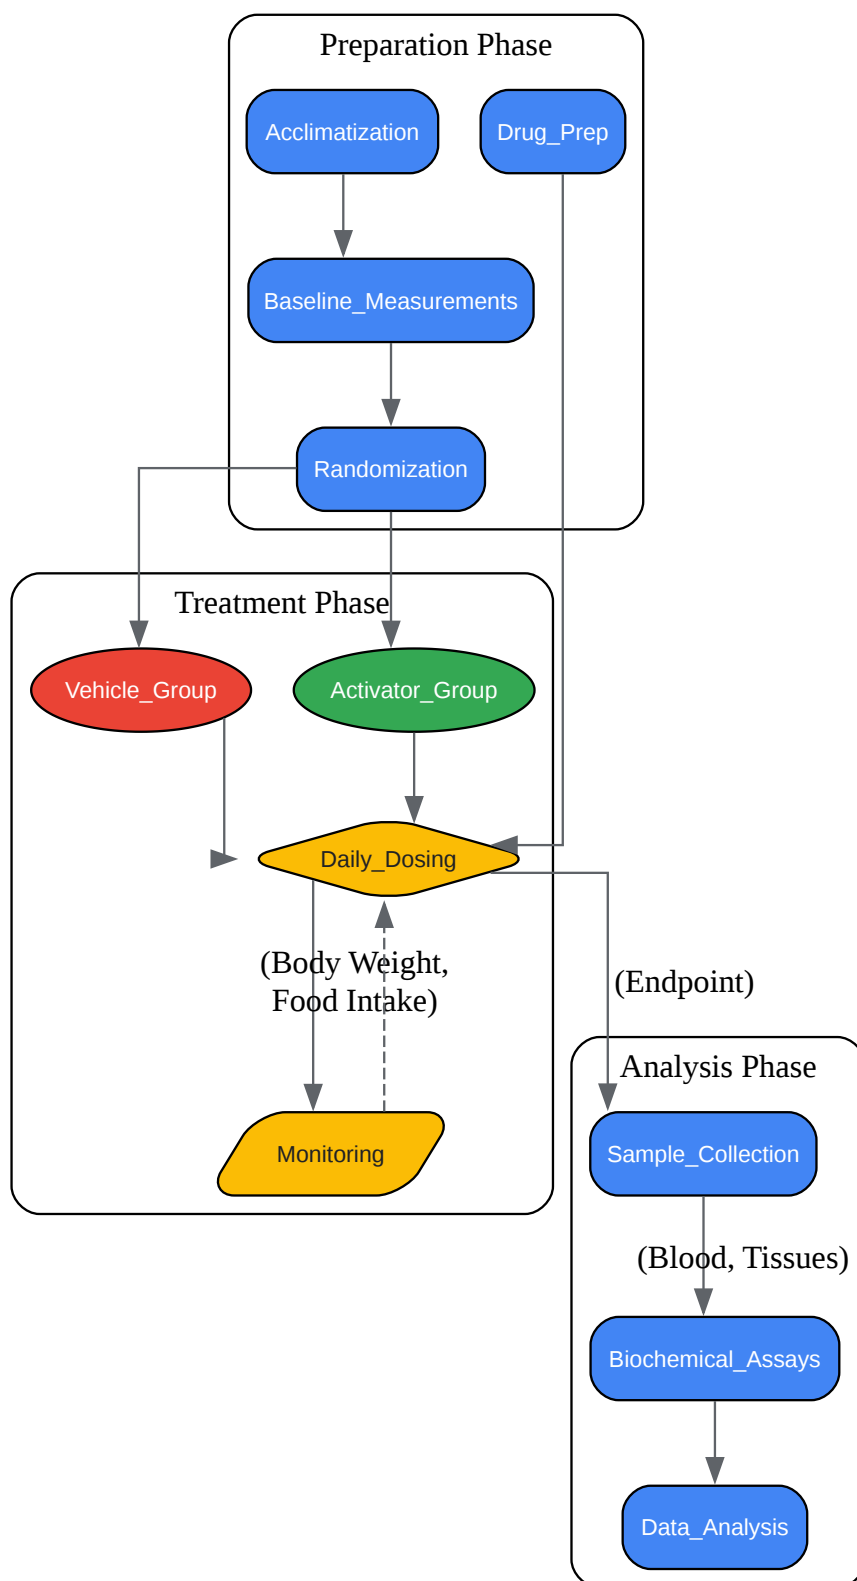 Preparation Phase
Acclimatization
Drug_Prep
Baseline_Measurements
Randomization
Treatment Phase
Vehicle_Group
Activator_Group
Daily_Dosing
(Body Weight,
Food Intake)
(Endpoint)
Analysis Phase
Monitoring
Sample_Collection
(Blood, Tissues)
Biochemical_Assays
Data_Analysis